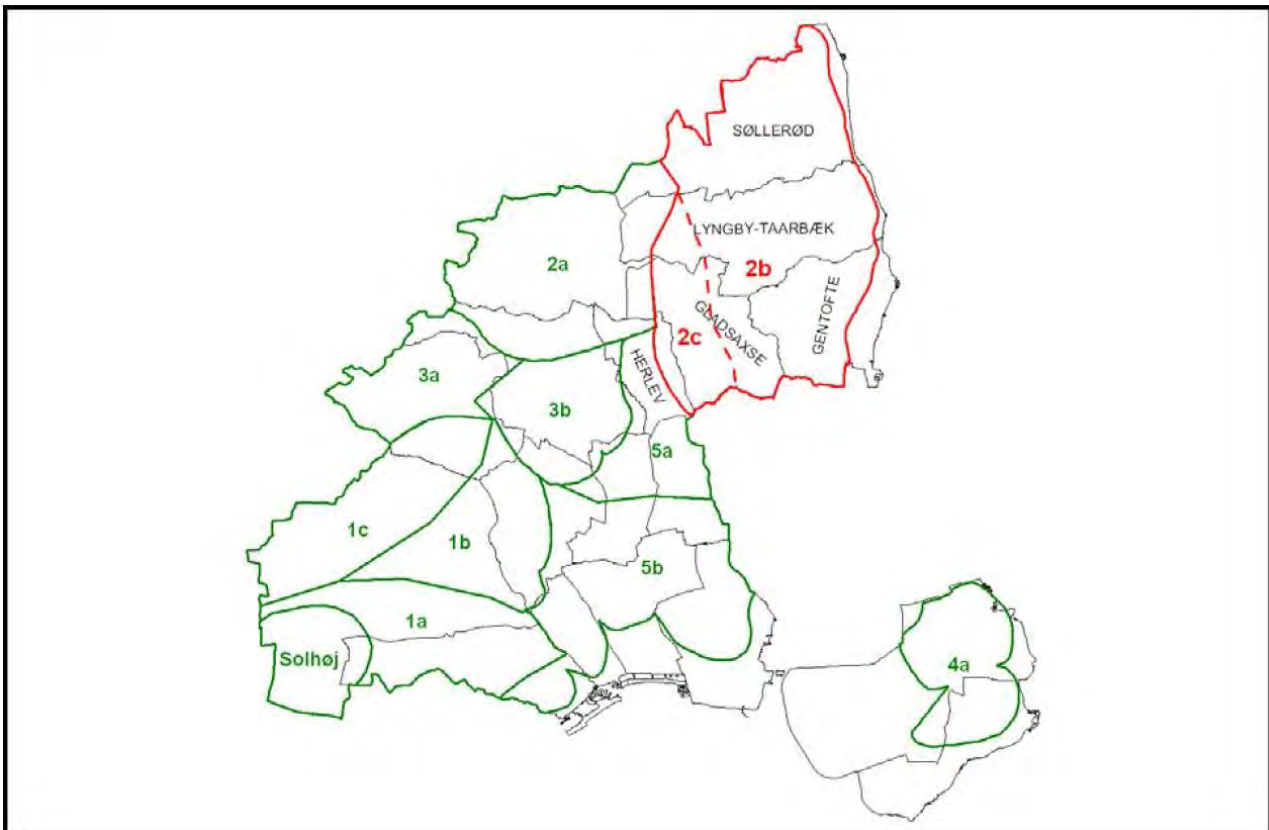 SØLLERØD
LYNGBY-TAARBÆK
2a
2b
GENTOFTE
GLADSAXSE
2c
HERLEV
3a
3b
5a
1c
1b
5b
1a
Solhøj
4a